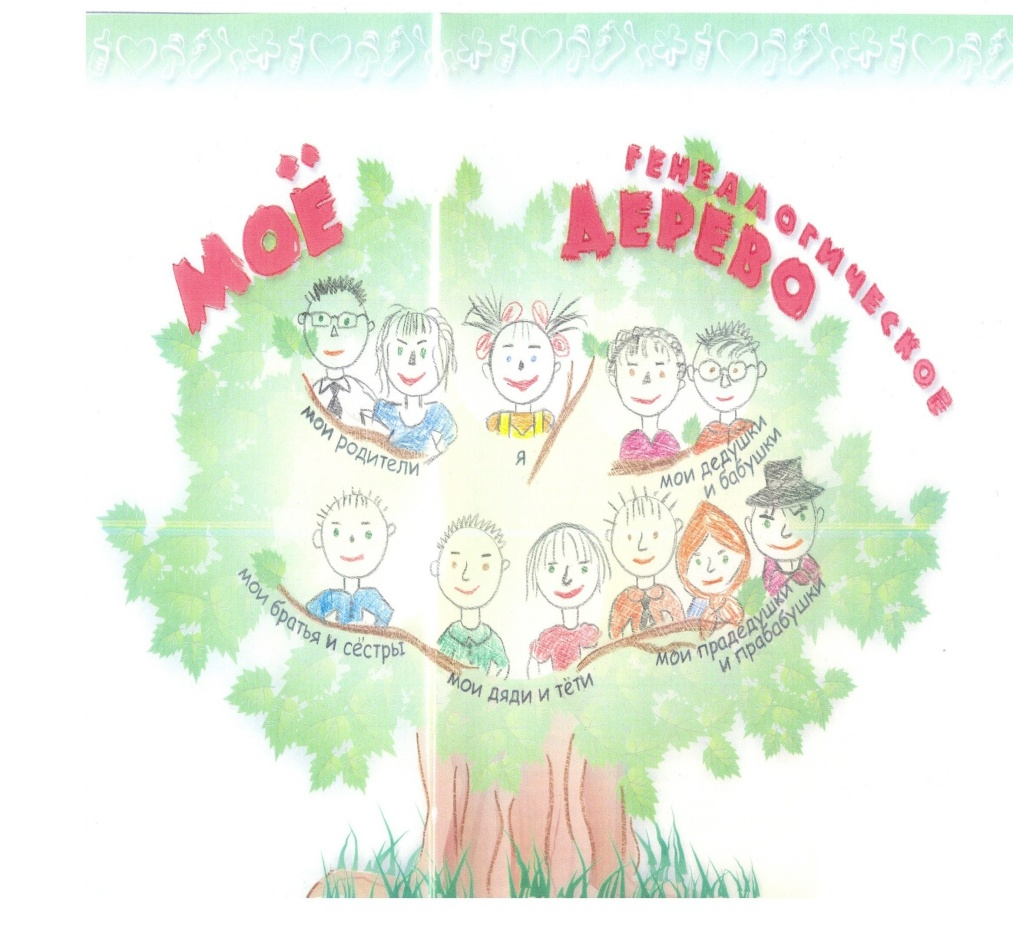 МОЁ
ГЕНЕАЛОГИЧЕСКОЕ
ДЕРЕВО
мои родители
я
мои дедушки
и бабушки
мои братья и сёстры
мои дяди и тёти
мои прадедушки
и прабабушки